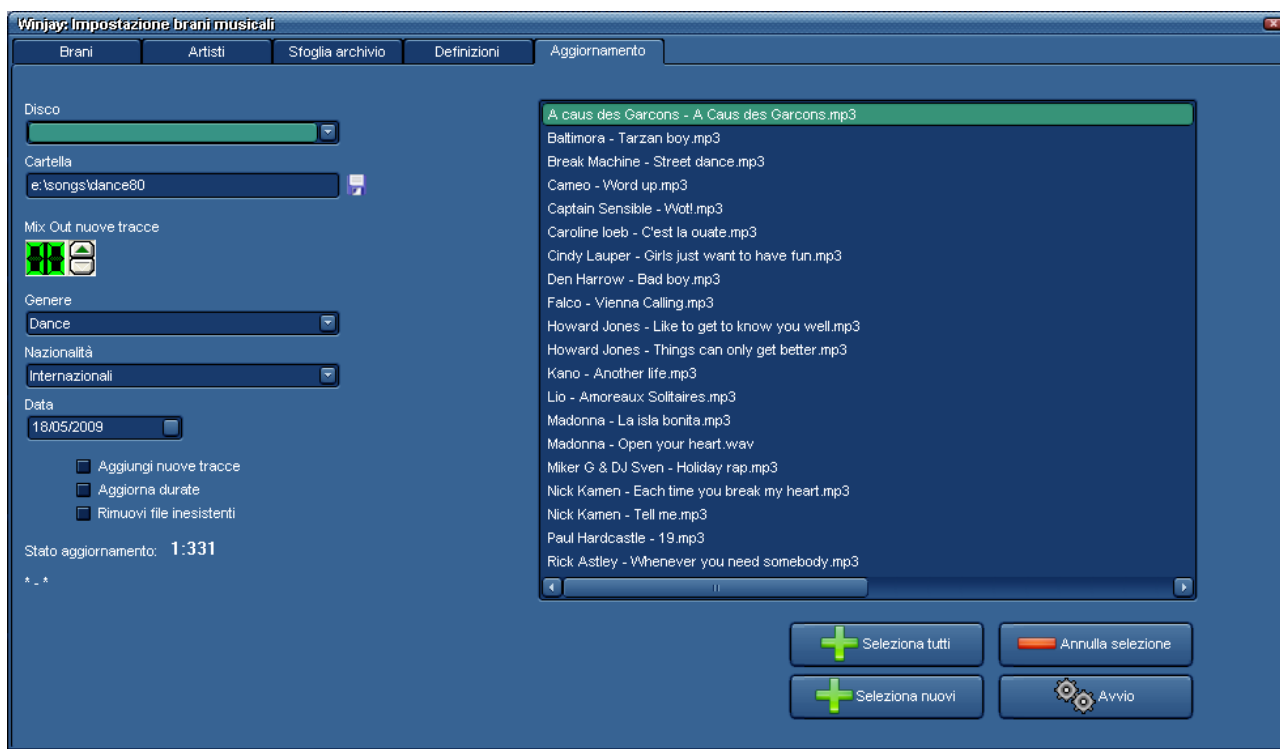 Winjay: Impostazione brani musicali
Brani Artisti Sfoglia archivio Definizioni Aggiornamento
Disco
Cartella
e:\songs\dance80
Mix Out nuove tracce
Genere
Dance
Nazionalità
Internazionali
Data
18/05/2009
Aggiungi nuove tracce
Aggiorna durate
Rimuovi file inesistenti
Stato aggiornamento: 1:331
* - *
A caus des Garcons - A Caus des Garcons.mp3
Baltimora - Tarzan boy.mp3
Break Machine - Street dance.mp3
Cameo - Word up.mp3
Captain Sensible - Wot!.mp3
Caroline loeb - C'est la ouate.mp3
Cindy Lauper - Girls just want to have fun.mp3
Den Harrow - Bad boy.mp3
Falco - Vienna Calling.mp3
Howard Jones - Like to get to know you well.mp3
Howard Jones - Things can only get better.mp3
Kano - Another life.mp3
Lio - Amoreaux Solitaires.mp3
Madonna - La isla bonita.mp3
Madonna - Open your heart.wav
Miker G & DJ Sven - Holiday rap.mp3
Nick Kamen - Each time you break my heart.mp3
Nick Kamen - Tell me.mp3
Paul Hardcastle - 19.mp3
Rick Astley - Whenever you need somebody.mp3
Seleziona tutti Annulla selezione
Seleziona nuovi Avvio